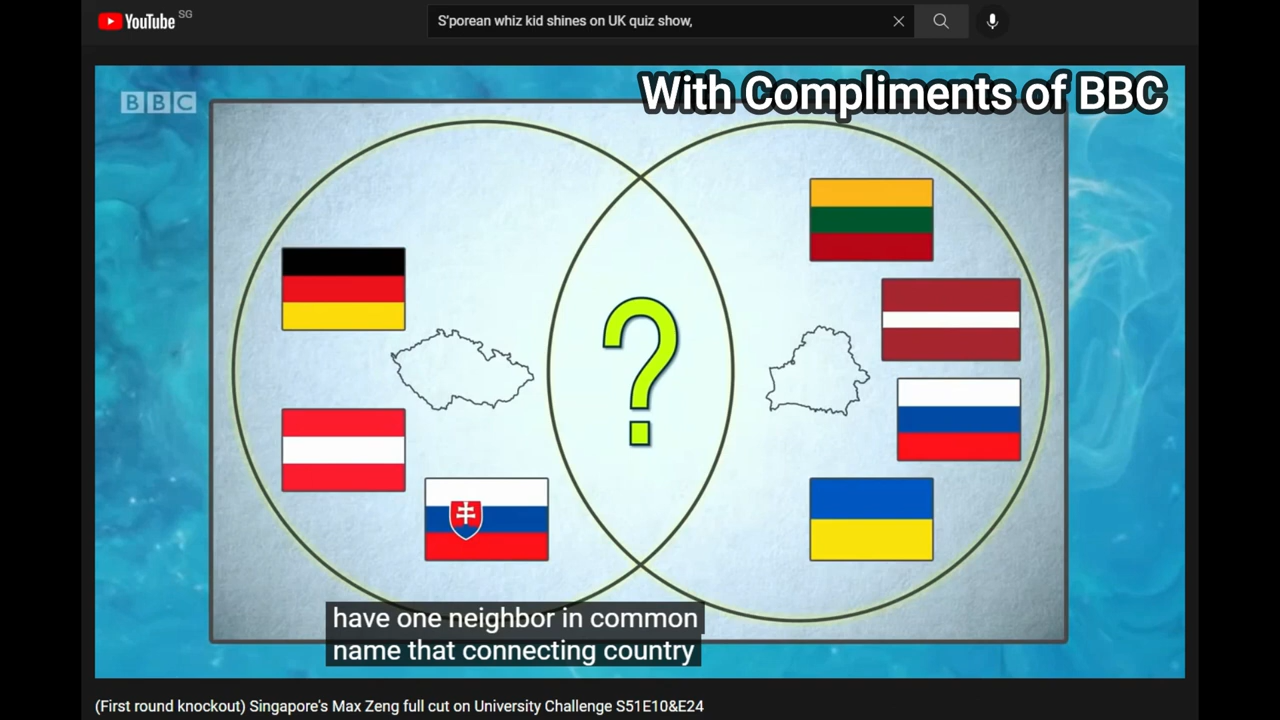 YouTube SG
S'porean whiz kid shines on UK quiz show,
With Compliments of BBC
BBC
?
have one neighbor in common
name that connecting country
(First round knockout) Singapore's Max Zeng full cut on University Challenge S51E10&E24